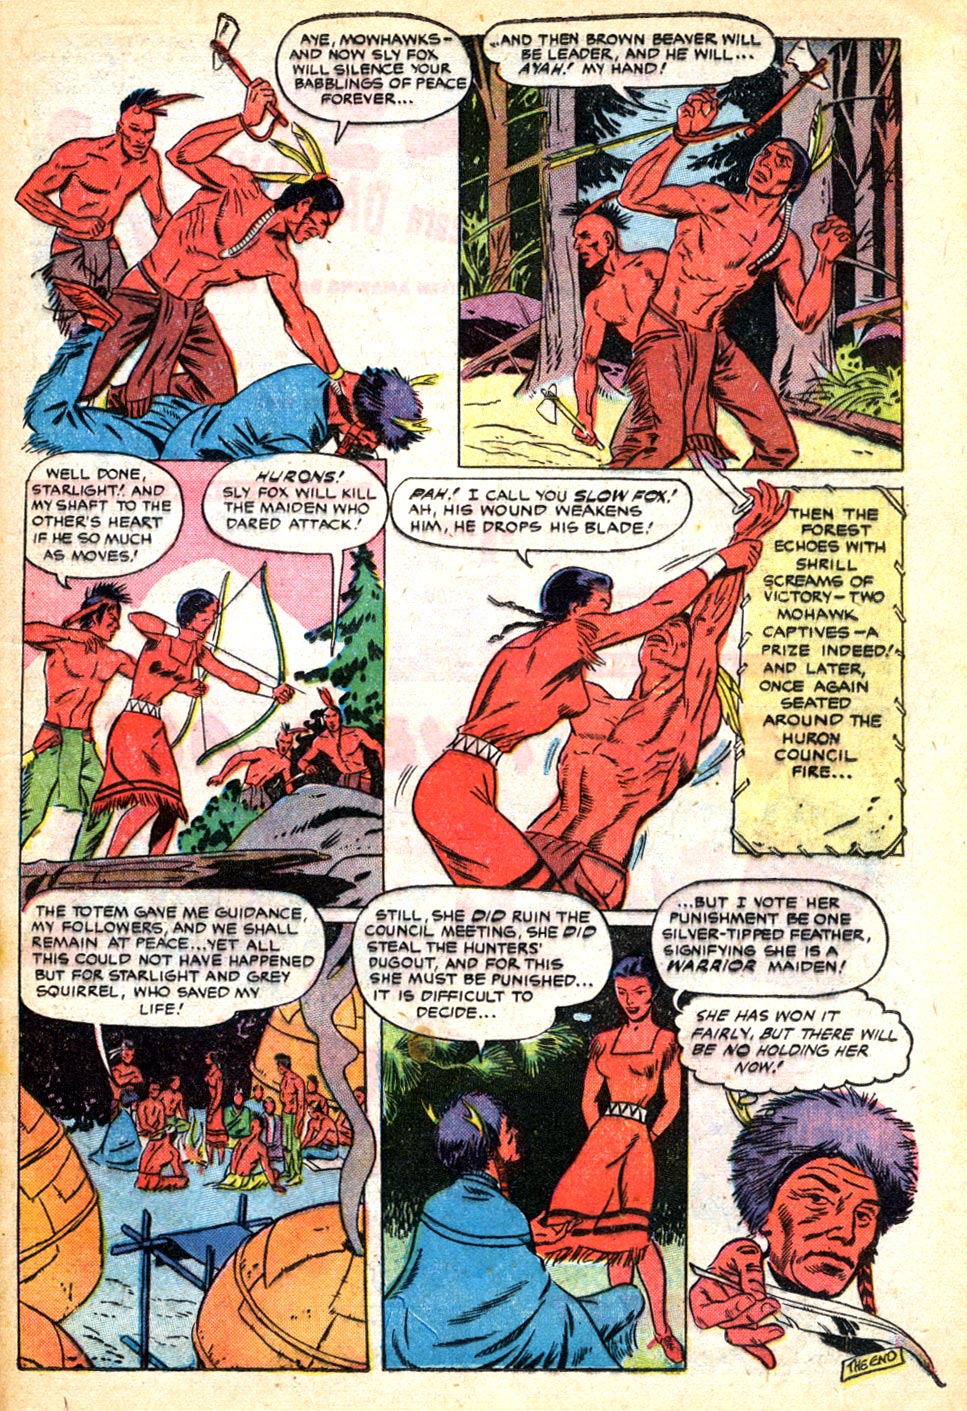 AYE, MOWHAWKS-
AND NOW SLY FOX
WILL SILENCE YOUR
BABBLINGS OF PEACE
FOREVER...
...AND THEN BROWN BEAVER WILL
BE LEADER, AND HE WILL...
AYAH! MY HAND!
WELL DONE,
STARLIGHT! AND
MY SHAFT TO THE
OTHER'S HEART
IF HE SO MUCH
AS MOVES!
HURONS!
SLY FOX WILL KILL
THE MAIDEN WHO
DARED ATTACK!
PAH! I CALL YOU SLOW FOX!
AH, HIS WOUND WEAKENS
HIM, HE DROPS HIS BLADE!
THEN THE
FOREST
ECHOES WITH
SHRILL
SCREAMS OF
VICTORY-TWO
MOHAWK
CAPTIVES-A
PRIZE INDEED!
AND LATER,
ONCE AGAIN
SEATED
AROUND THE
HURON
COUNCIL
FIRE...
THE TOTEM GAVE ME GUIDANCE,
MY FOLLOWERS, AND WE SHALL
REMAIN AT PEACE...YET ALL
THIS COULD NOT HAVE HAPPENED
BUT FOR STARLIGHT AND GREY
SQUIRREL, WHO SAVED MY
LIFE!
STILL, SHE DID RUIN THE
COUNCIL MEETING, SHE DID
STEAL THE HUNTERS'
DUGOUT, AND FOR THIS
SHE MUST BE PUNISHED...
IT IS DIFFICULT TO
DECIDE...
...BUT I VOTE HER
PUNISHMENT BE ONE
SILVER-TIPPED FEATHER,
SIGNIFYING SHE IS A
WARRIOR MAIDEN!
SHE HAS WON IT
FAIRLY, BUT THERE WILL
BE NO HOLDING HER
NOW!
THE END